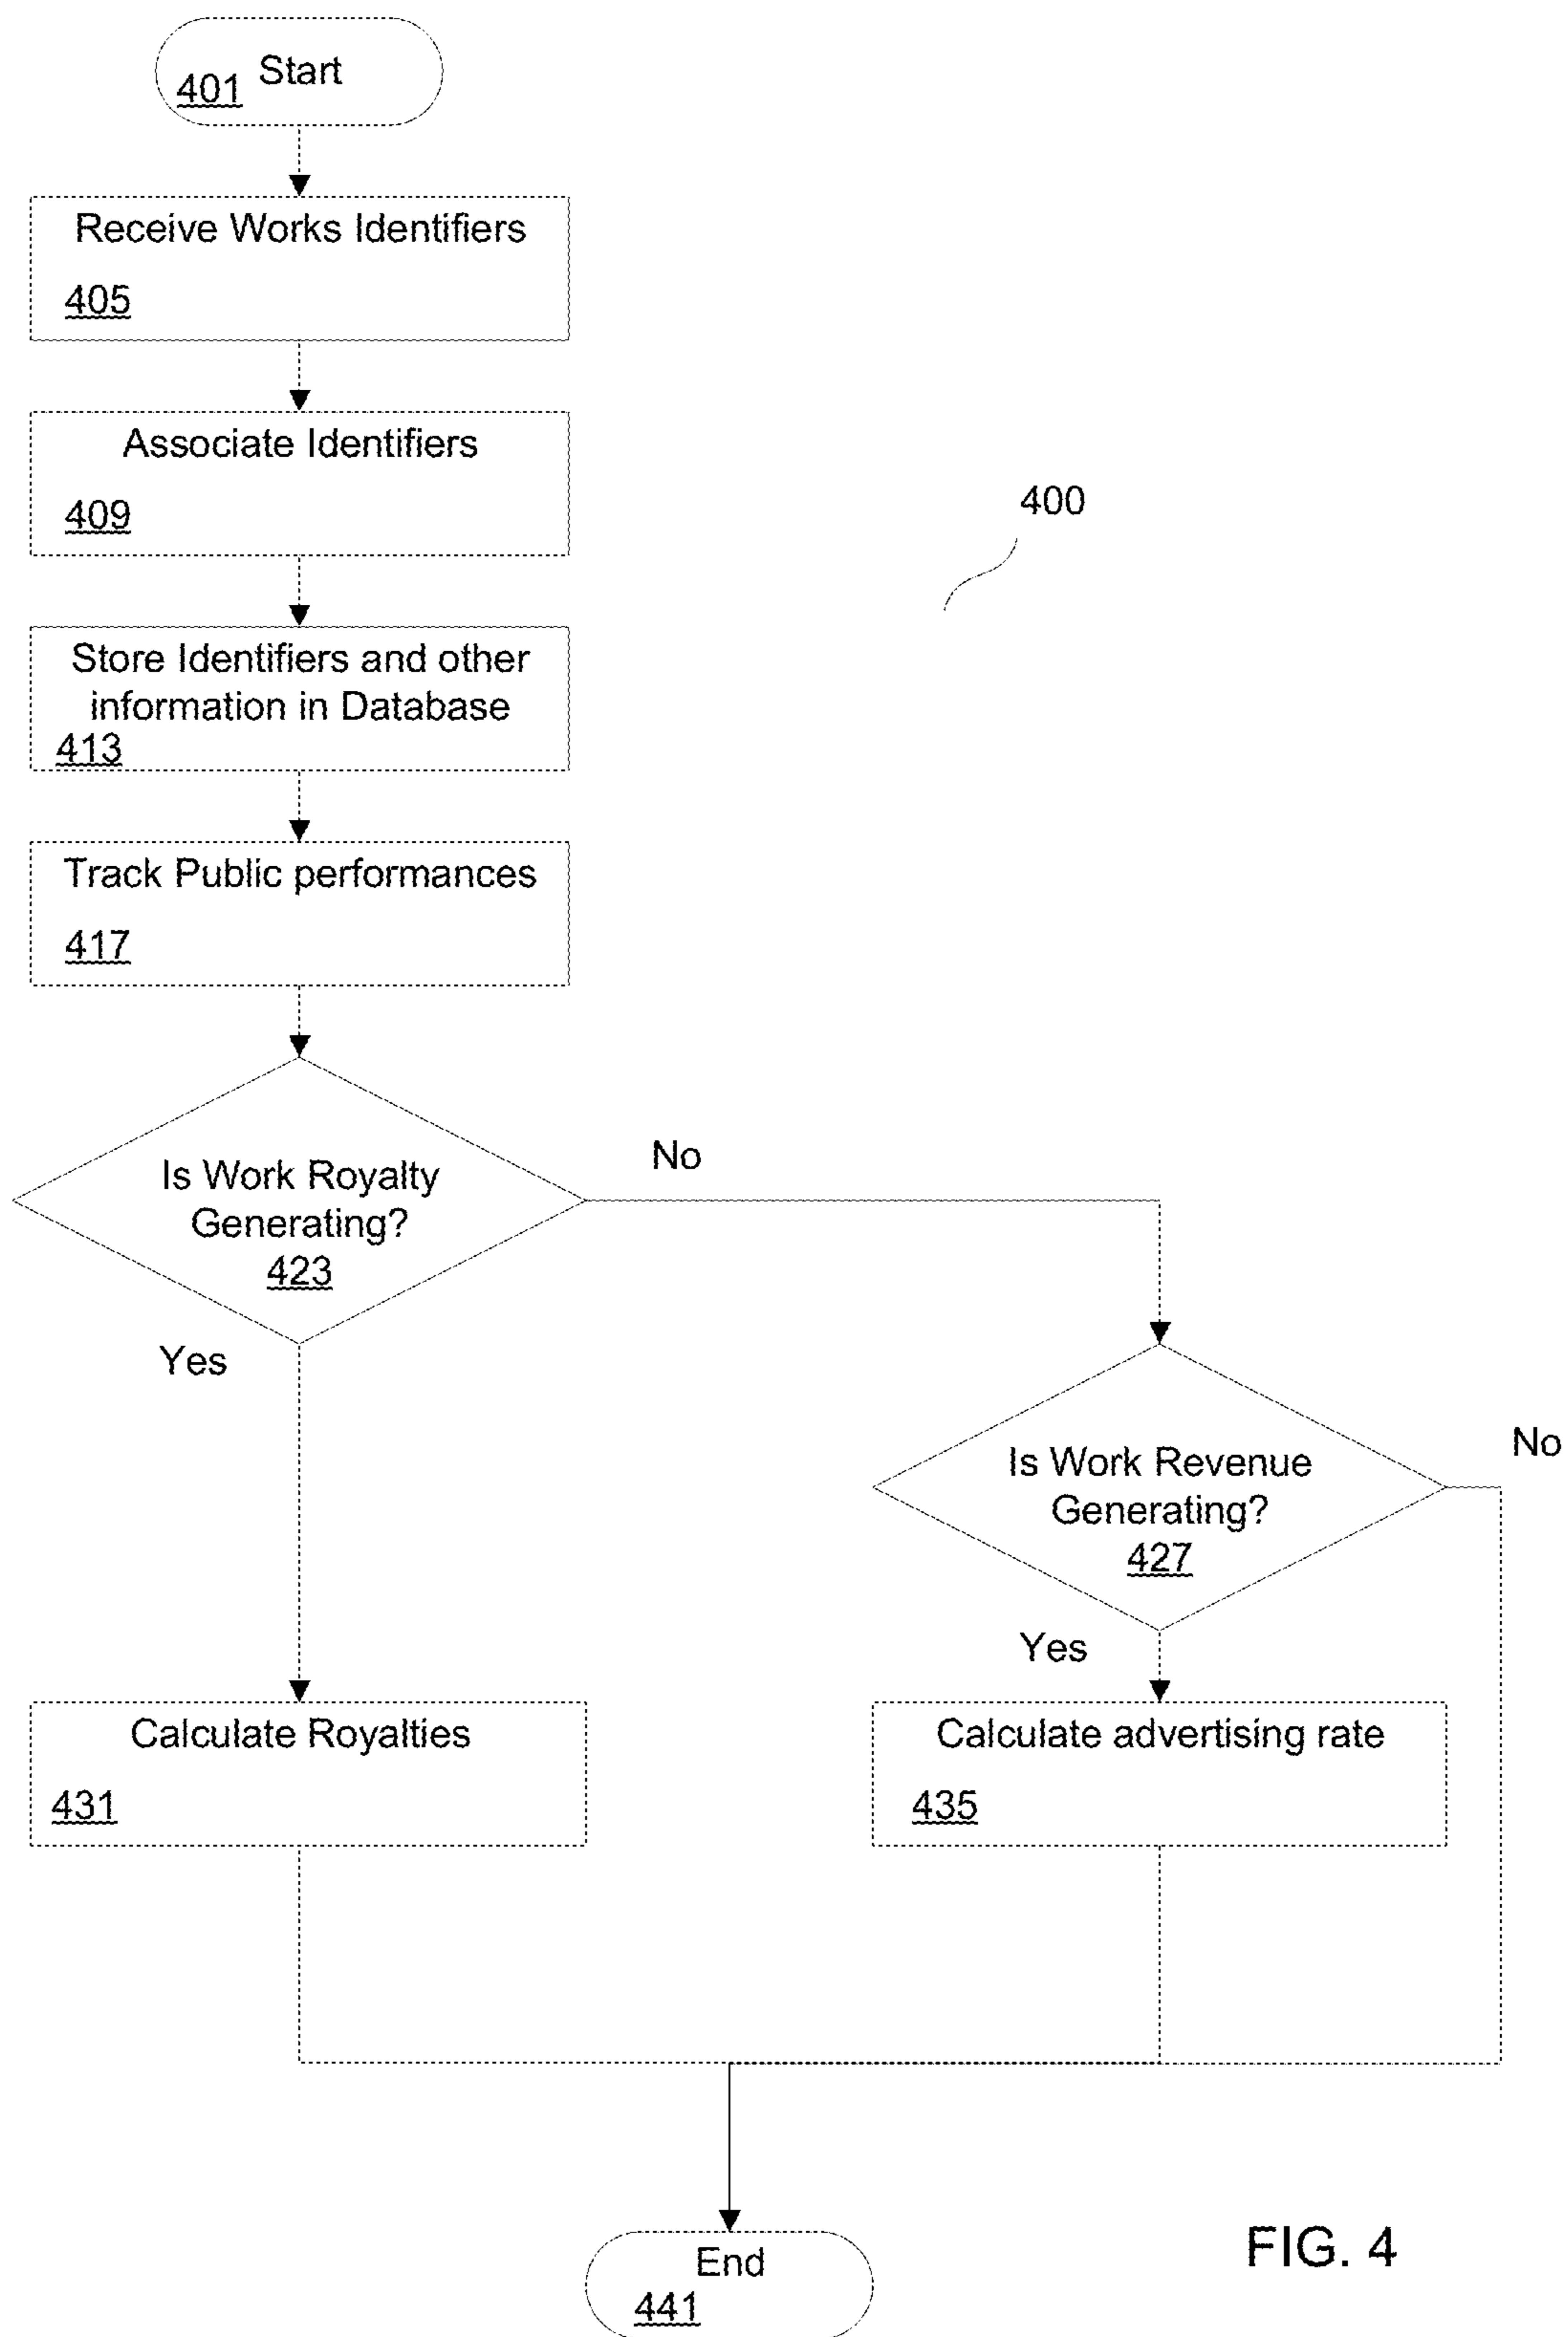 Start
401
Receive Works Identifiers
405
Associate Identifiers
409
400
Store Identifiers and other
information in Database
413
Track Public performances
417
Is Work Royalty
Generating?
423
No
Yes
Is Work Revenue
Generating?
427
No
Yes
Calculate Royalties
431
Calculate advertising rate
435
End
441
FIG. 4